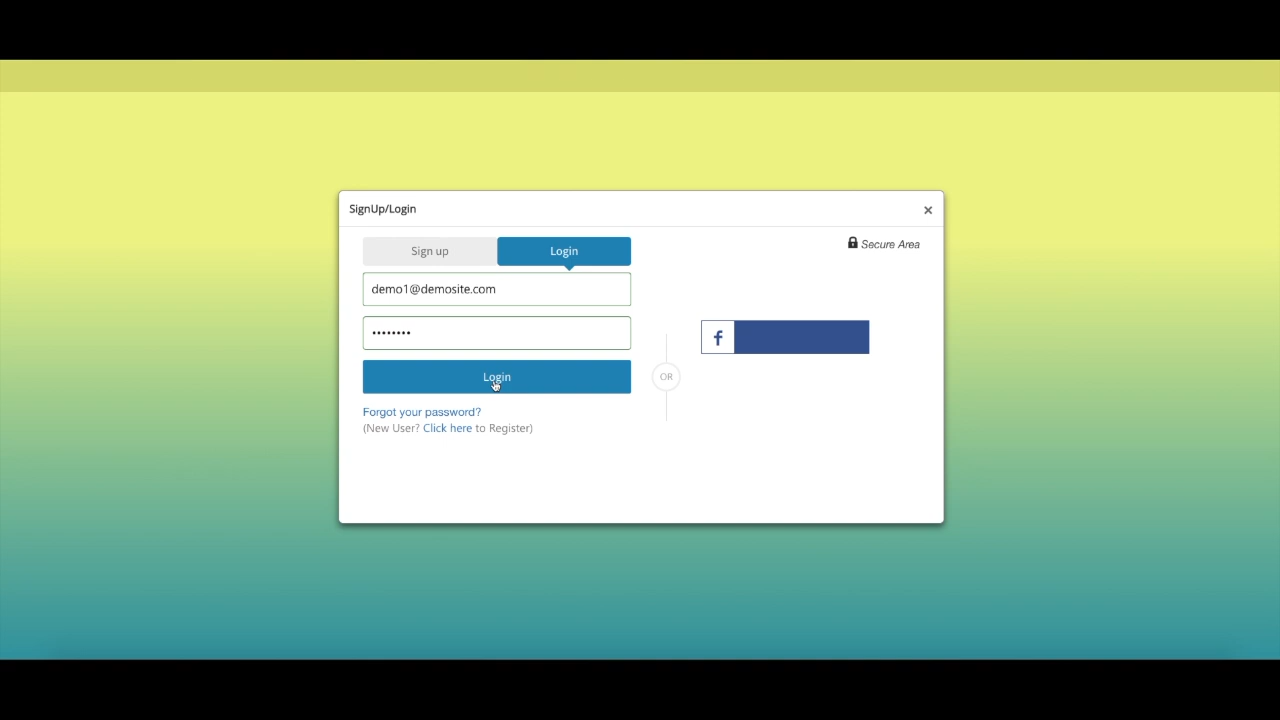 SignUp/Login
×
Sign up
Login
Secure Area
demo1@demosite.com
••••••••
f
Login
OR
Forgot your password?
(New User? Click here to Register)